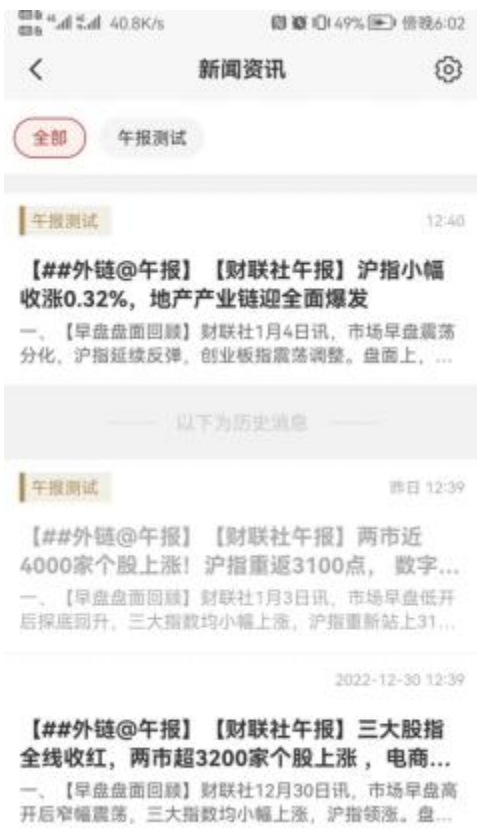 40.8K/s 49% 傍晚6:02
新闻资讯
全部 午报测试
午报测试 12:40
【##外链@午报】【财联社午报】沪指小幅
收涨0.32%，地产产业链迎全面爆发
一、【早盘盘面回顾】财联社1月4日讯，市场早盘震荡
分化，沪指延续反弹，创业板指震荡调整。盘面上，...
以下为历史消息
午报测试 昨日 12:39
【##外链@午报】【财联社午报】两市近
4000家个股上涨！沪指重返3100点， 数字...
一、【早盘盘面回顾】财联社1月3日讯，市场早盘低开
后探底回升，三大指数均小幅上涨，沪指重新站上31...
2022-12-30 12:39
【##外链@午报】【财联社午报】三大股指
全线收红，两市超3200家个股上涨 ，电商...
一、【早盘盘面回顾】财联社12月30日讯，市场早盘高
开后窄幅震荡，三大指数均小幅上涨，沪指领涨。盘...